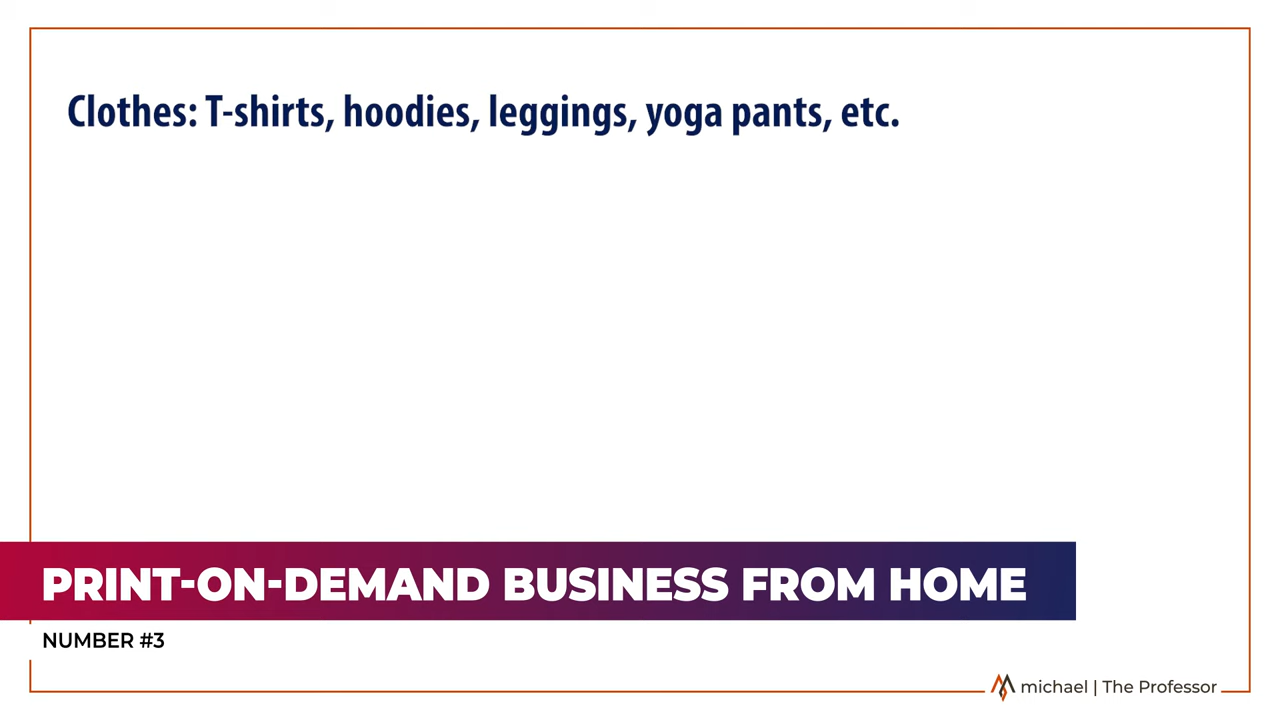 Clothes: T-shirts, hoodies, leggings, yoga pants, etc.
PRINT-ON-DEMAND BUSINESS FROM HOME
NUMBER #3
michael | The Professor